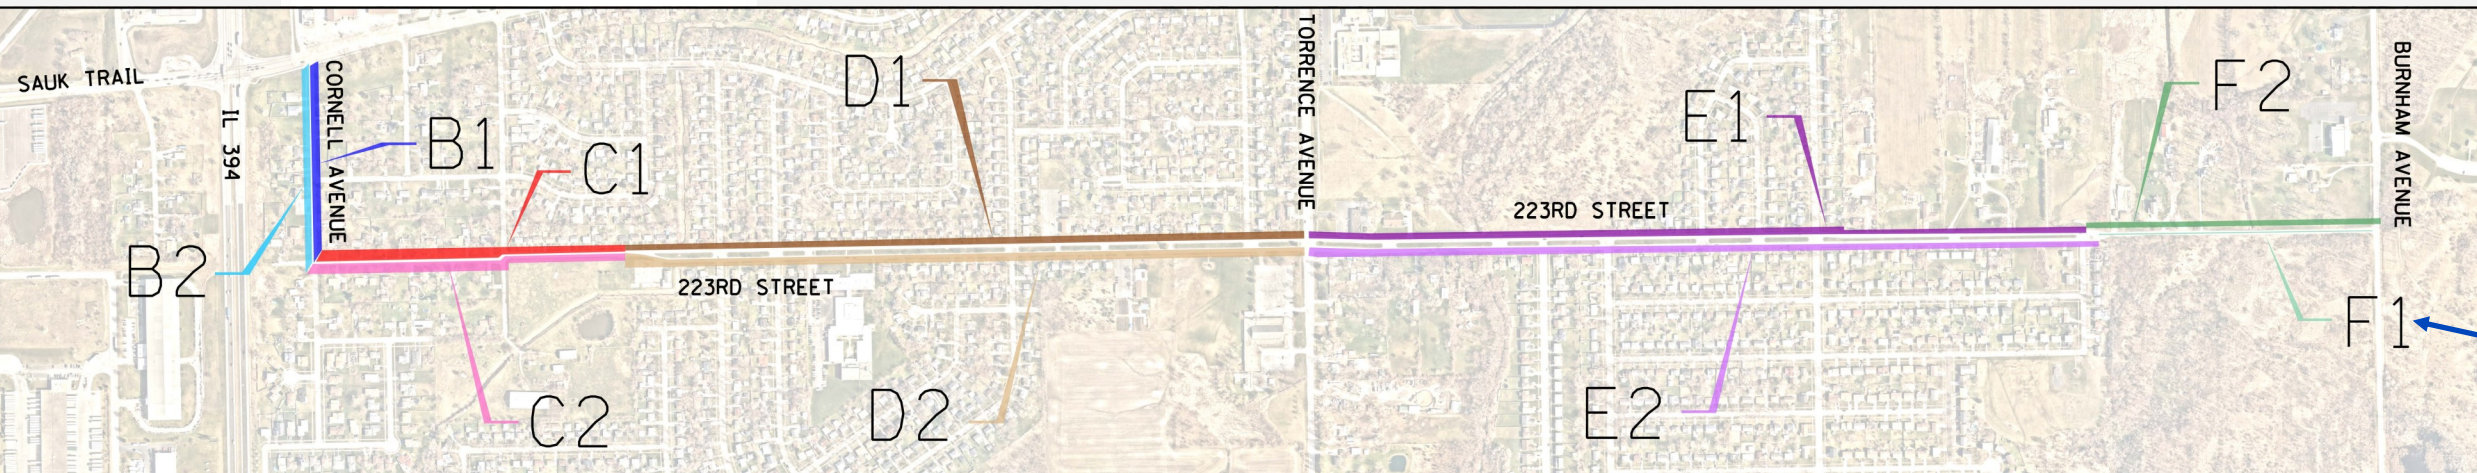 SAUK TRAIL
IL 394
CORNELL AVENUE
B1
B2
C1
C2
D1
223RD STREET
D2
TORRENCE AVENUE
E1
223RD STREET
E2
F2
BURNHAM AVENUE
F1